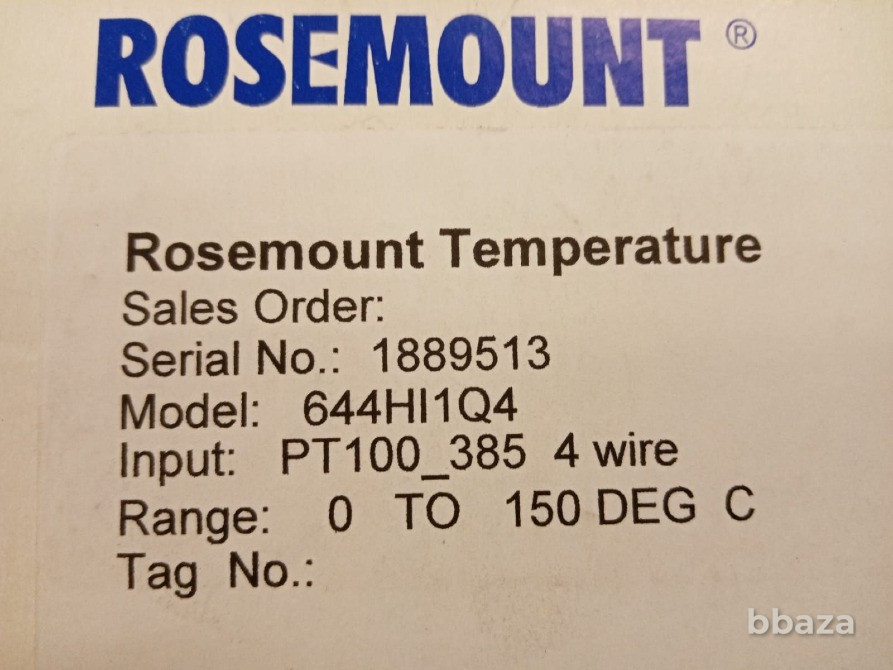 ROSEMOUNT ®
Rosemount Temperature
Sales Order:
Serial No.: 1889513
Model: 644HI1Q4
Input: PT100_385 4 wire
Range: 0 TO 150 DEG C
Tag No.:
bbaza